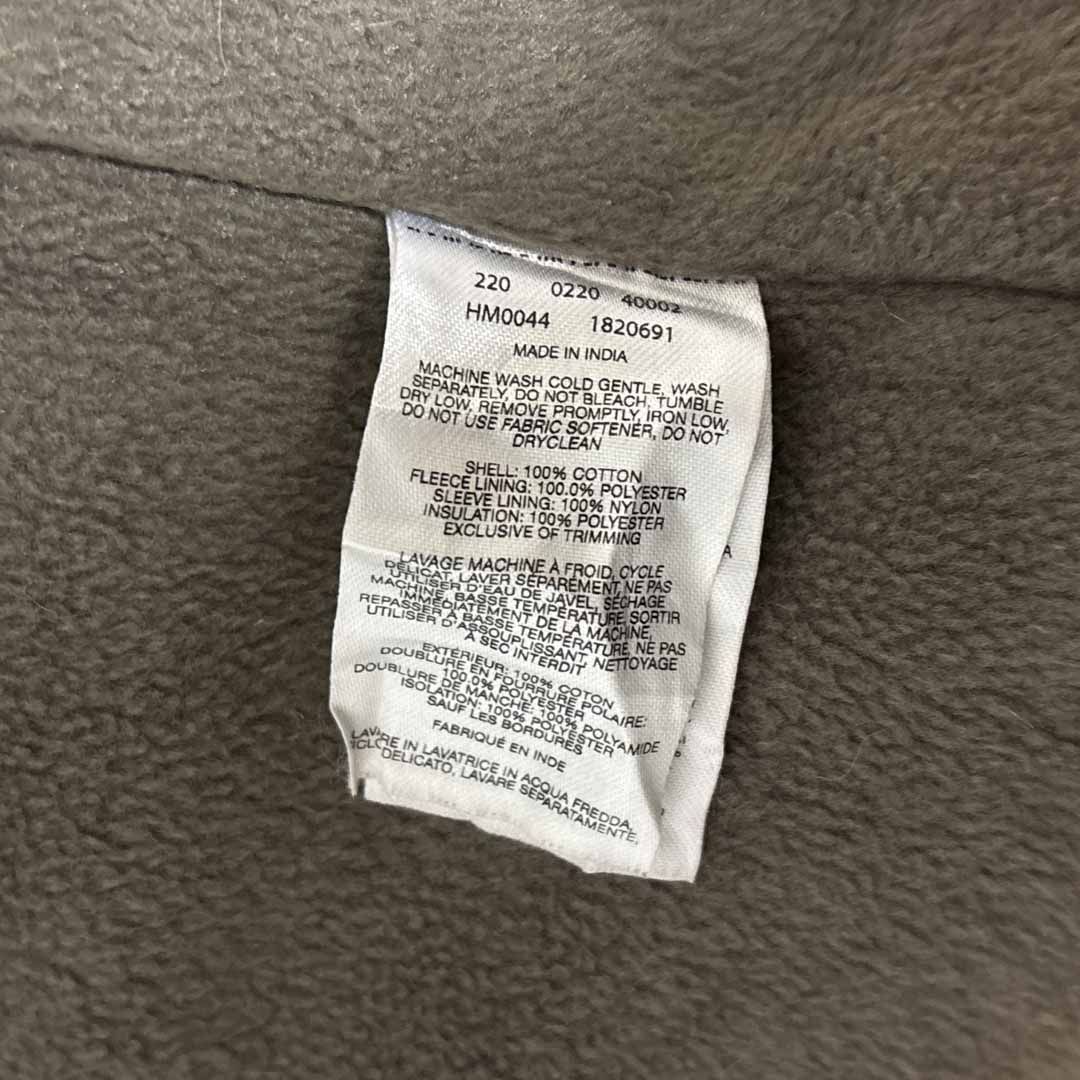 220 0220 40002
HM0044 1820691
MADE IN INDIA
MACHINE WASH COLD GENTLE, WASH
SEPARATELY, DO NOT BLEACH, TUMBLE
DRY LOW, REMOVE PROMPTLY, IRON LOW,
DO NOT USE FABRIC SOFTENER, DO NOT
DRYCLEAN
SHELL: 100% COTTON
FLEECE LINING: 100.0% POLYESTER
SLEEVE LINING: 100% NYLON
INSULATION: 100% POLYESTER
EXCLUSIVE OF TRIMMING
LAVAGE MACHINE À FROID, CYCLE
DÉLICAT, LAVER SÉPARÉMENT, NE PAS
UTILISER D'EAU DE JAVEL, SÉCHAGE
MACHINE, BASSE TEMPÉRATURE, SORTIR
IMMÉDIATEMENT DE LA MACHINE,
REPASSER À BASSE TEMPÉRATURE, NE PAS
UTILISER D'ASSOUPLISSANT, NETTOYAGE
À SEC INTERDIT
EXTÉRIEUR: 100% COTON
DOUBLURE EN FOURRURE POLAIRE:
100.0% POLYESTER
DOUBLURE DE MANCHE: 100% POLYAMIDE
ISOLATION: 100% POLYESTER
SAUF LES BORDURES
FABRIQUÉ EN INDE
LAVARE IN LAVATRICE IN ACQUA FREDDA,
DELICATO, LAVARE SEPARATAMENTE,